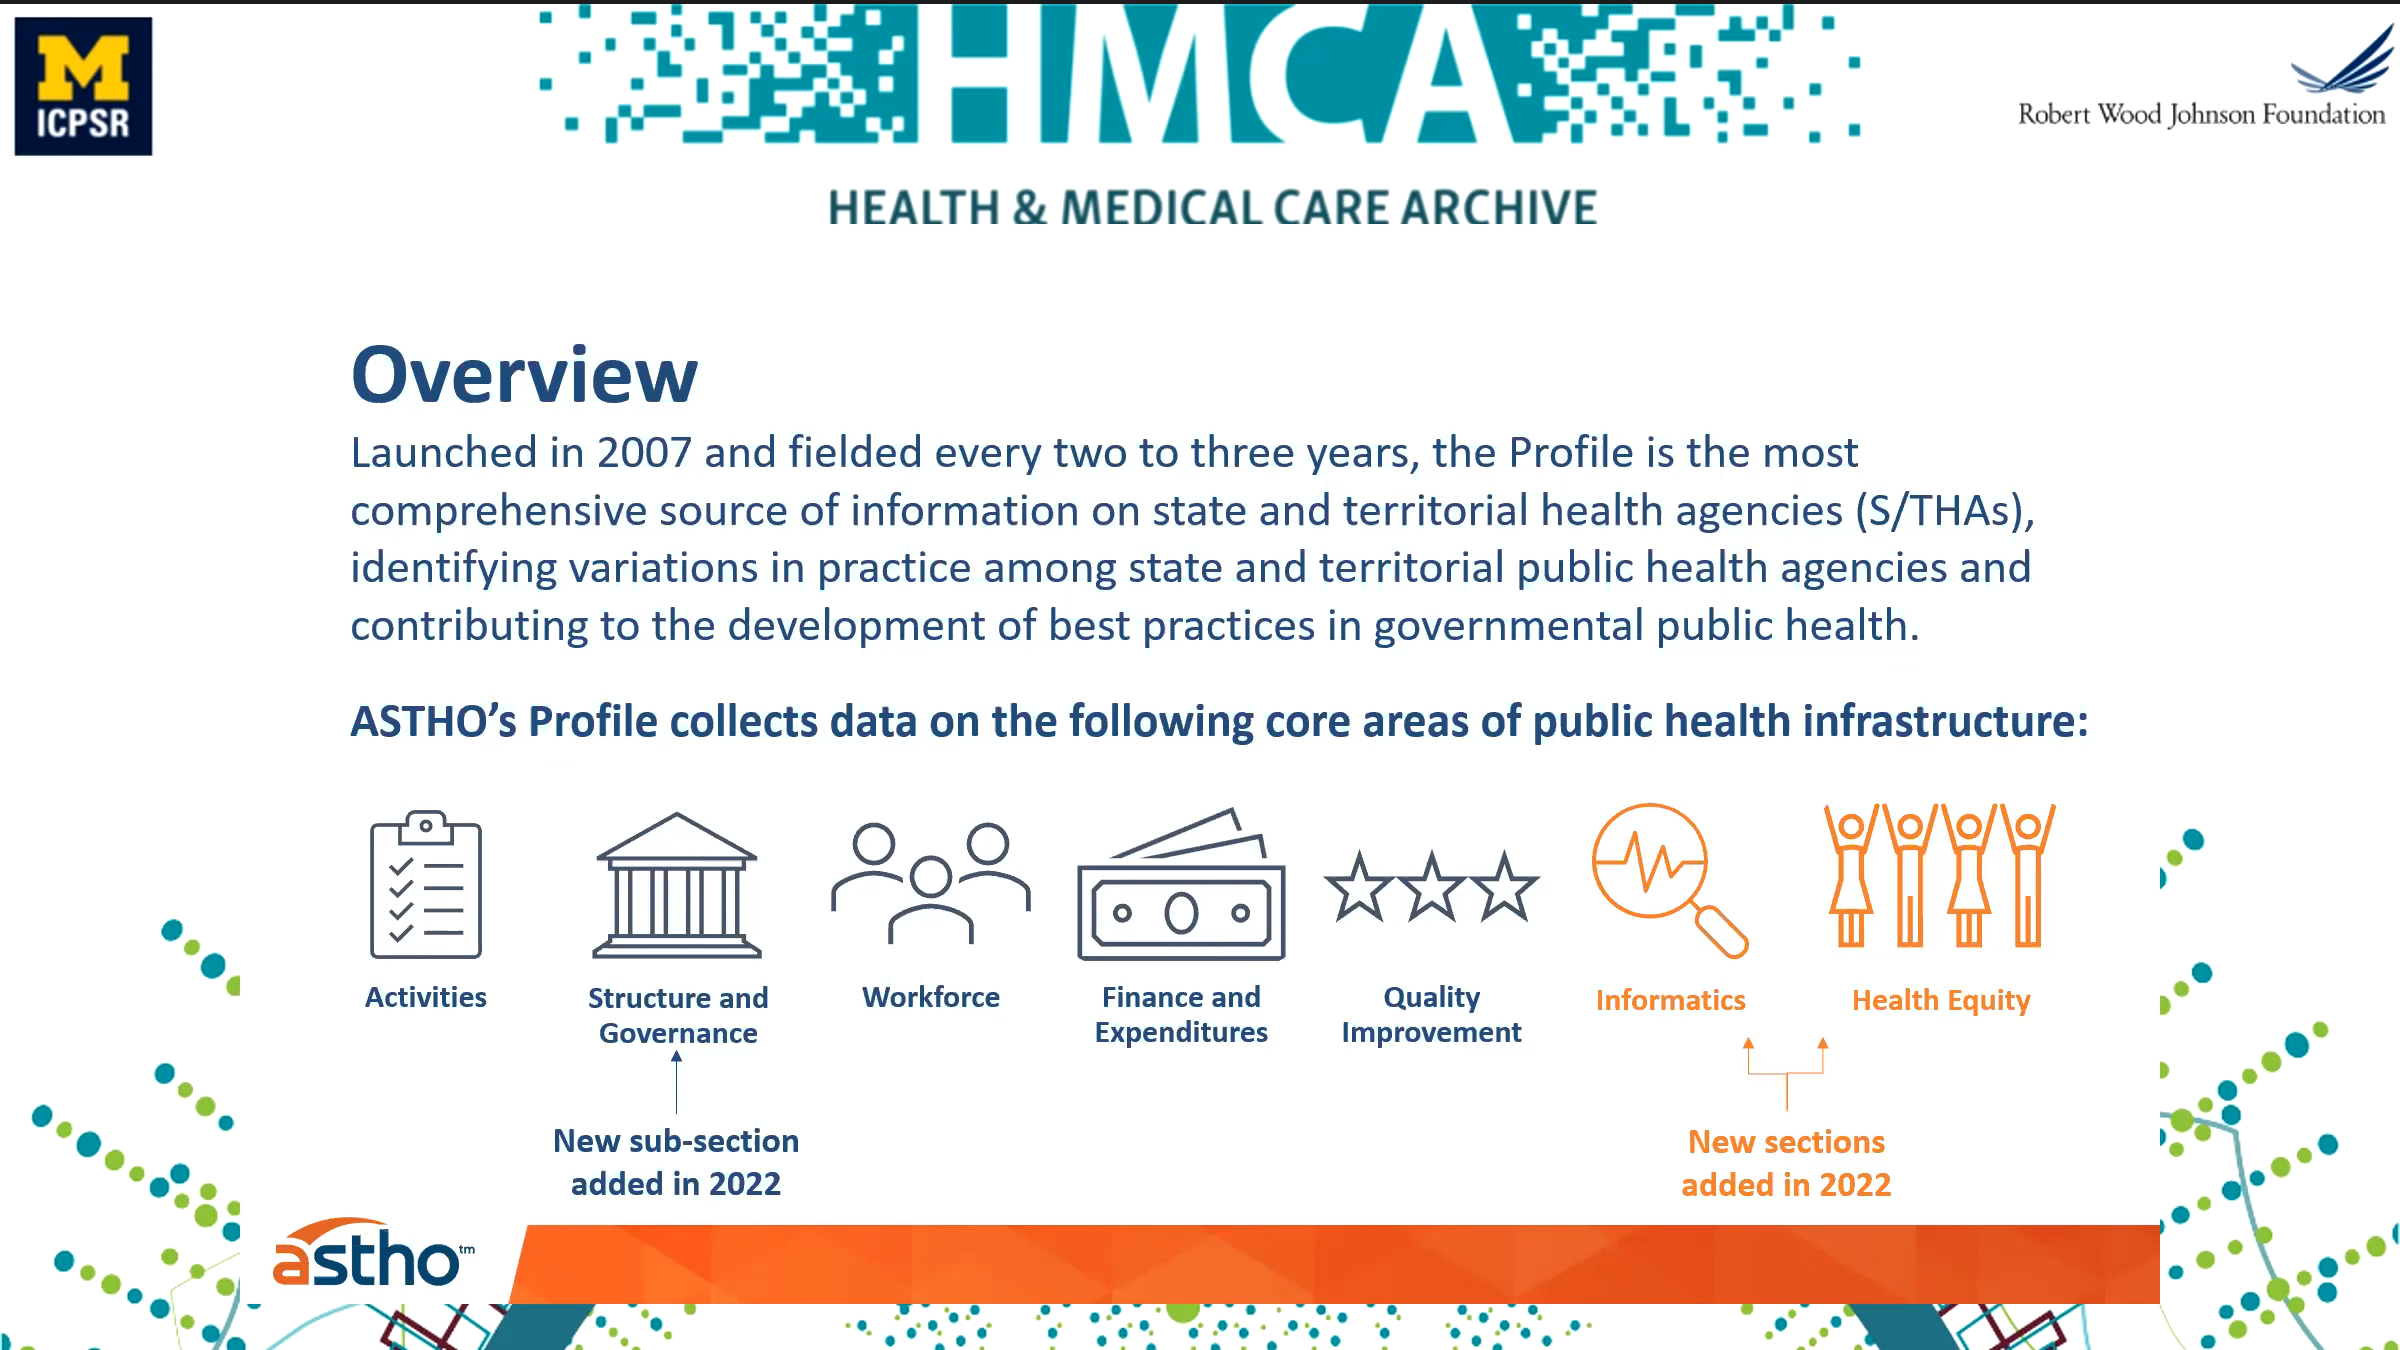 M
ICPSR
HMCA
HEALTH & MEDICAL CARE ARCHIVE
Robert Wood Johnson Foundation
Overview
Launched in 2007 and fielded every two to three years, the Profile is the most
comprehensive source of information on state and territorial health agencies (S/THAs),
identifying variations in practice among state and territorial public health agencies and
contributing to the development of best practices in governmental public health.
ASTHO’s Profile collects data on the following core areas of public health infrastructure:
Activities
Structure and
Governance
Workforce
Finance and
Expenditures
Quality
Improvement
Informatics
Health Equity
New sub-section
added in 2022
New sections
added in 2022
astho™